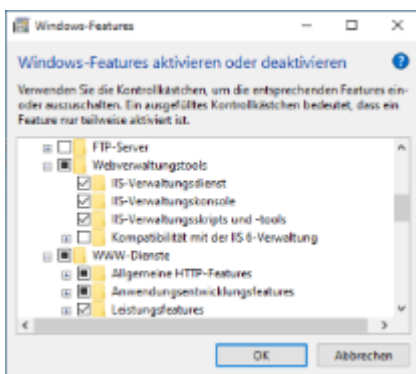 Windows-Features
Windows-Features aktivieren oder deaktivieren
Verwenden Sie die Kontrollkästchen, um die entsprechenden Features ein-
oder auszuschalten. Ein ausgefülltes Kontrollkästchen bedeutet, dass ein
Feature nur teilweise aktiviert ist.
FTP-Server
Webverwaltungstools
IIS-Verwaltungsdienst
IIS-Verwaltungskonsole
IIS-Verwaltungsskripts und -tools
Kompatibilität mit der IIS 6-Verwaltung
WWW-Dienste
Allgemeine HTTP-Features
Anwendungsentwicklungsfeatures
Leistungsfeatures
OK
Abbrechen